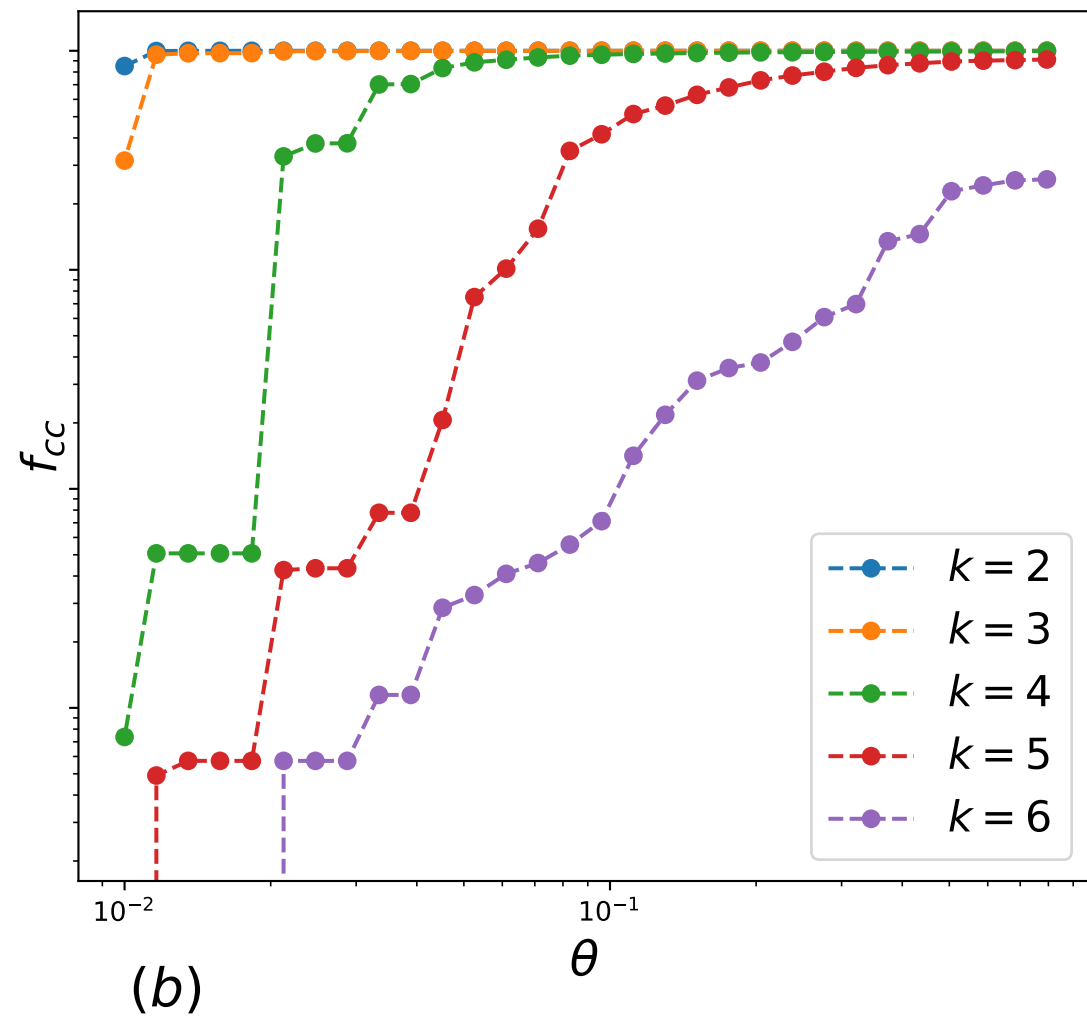 f_cc
k = 2
k = 3
k = 4
k = 5
k = 6
10⁻²
10⁻¹
θ
(b)